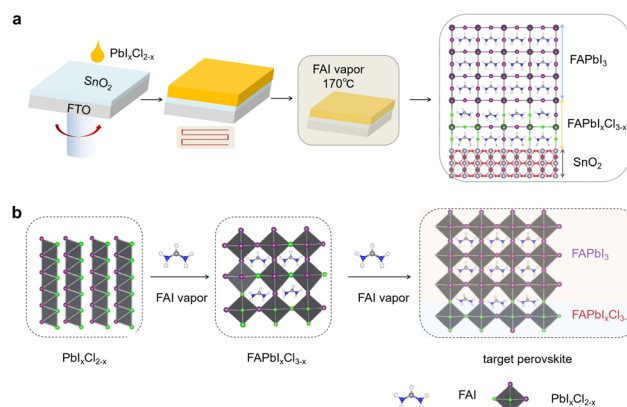 a
PbIxCl2-x
SnO2
FTO
FAI vapor
170℃
FAPbI3
FAPbIxCl3-x
SnO2
b
FAI vapor
FAI vapor
FAPbI3
FAPbIxCl3-
PbIxCl2-x
FAPbIxCl3-x
target perovskite
FAI
PbIxCl2-x